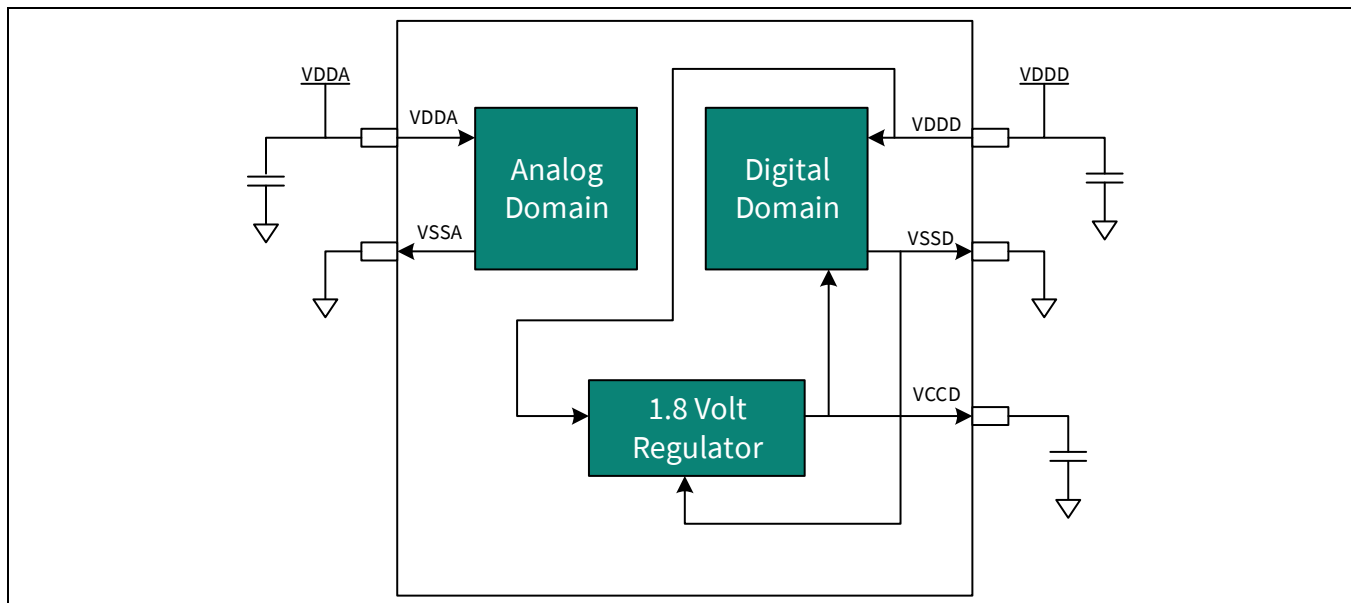 VDDA
VDDD
VDDA
VDDD
Analog
Domain
Digital
Domain
VSSA
VSSD
1.8 Volt
Regulator
VCCD